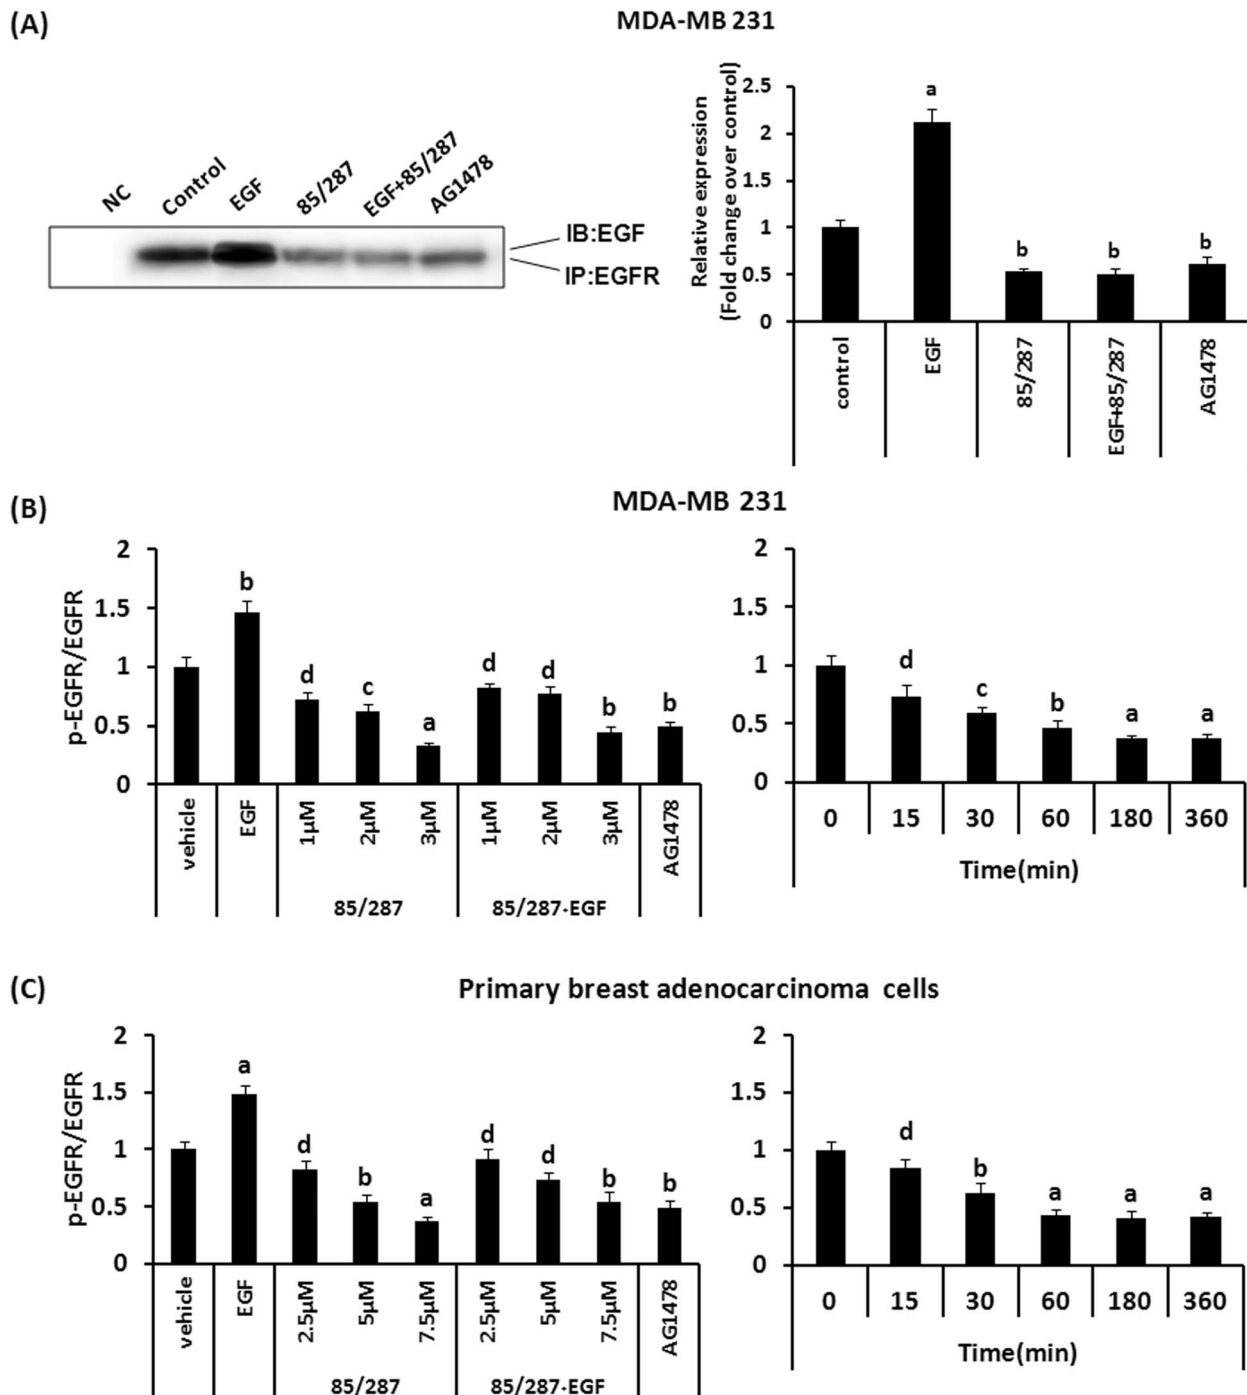 (A)
MDA-MB 231
NC Control EGF 85/287 EGF+85/287 AG1478
IB:EGF
IP:EGFR
Relative expression
(Fold change over control)
2.5
2
1.5
1
0.5
0
a
b b b
control EGF 85/287 EGF+85/287 AG1478
(B)
MDA-MB 231
p-EGFR/EGFR
2
1.5
1
0.5
0
b
d c a d d b b
vehicle EGF 1µM 2µM 3µM 1µM 2µM 3µM AG1478
85/287 85/287+EGF
2
1.5
1
0.5
0
d c b a a
0 15 30 60 180 360
Time(min)
(C)
Primary breast adenocarcinoma cells
p-EGFR/EGFR
2
1.5
1
0.5
0
a
d b a d d b b
vehicle EGF 2.5µM 5µM 7.5µM 2.5µM 5µM 7.5µM AG1478
85/287 85/287+EGF
2
1.5
1
0.5
0
d b a a a
0 15 30 60 180 360
Time(min)